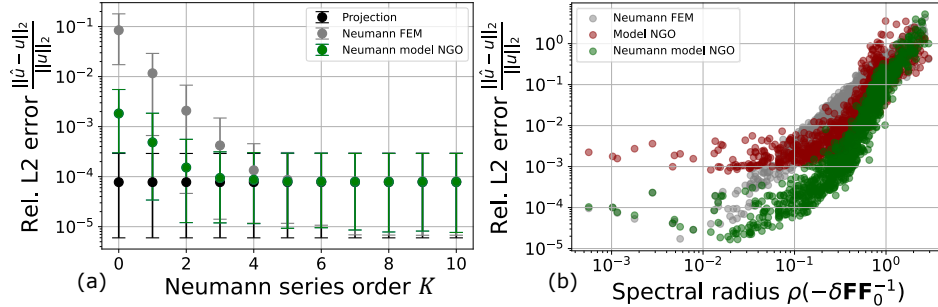 Rel. L2 error ||û − u||₂ / ||u||₂
10⁻¹
10⁻²
10⁻³
10⁻⁴
10⁻⁵
Projection
Neumann FEM
Neumann model NGO
0 2 4 6 8 10
(a)
Neumann series order K
Rel. L2 error ||û − u||₂ / ||u||₂
10⁰
10⁻¹
10⁻²
10⁻³
10⁻⁴
10⁻⁵
Neumann FEM
Model NGO
Neumann model NGO
10⁻³ 10⁻² 10⁻¹ 10⁰
(b)
Spectral radius ρ(−δFF₀⁻¹)